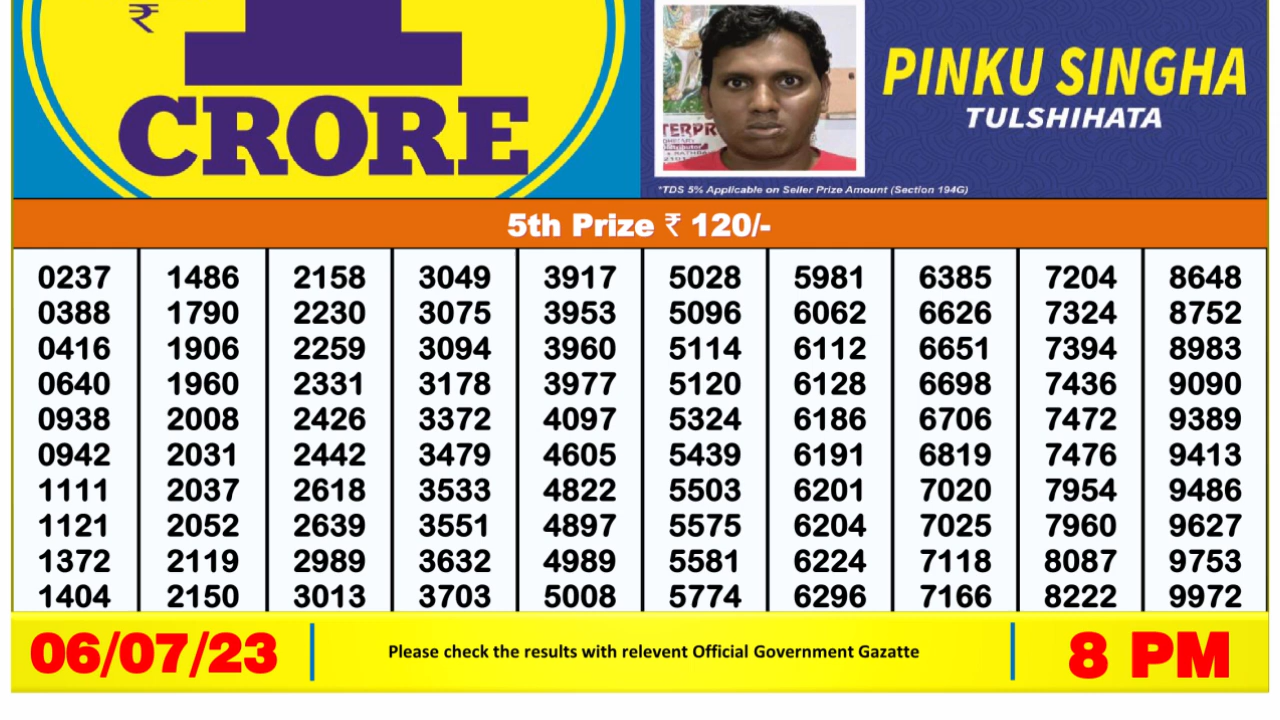 ₹ 1
CRORE
TERPR
PINKU SINGHA
TULSHIHATA
*TDS 5% Applicable on Seller Prize Amount (Section 194G)
5th Prize ₹ 120/-
0237 1486 2158 3049 3917 5028 5981 6385 7204 8648
0388 1790 2230 3075 3953 5096 6062 6626 7324 8752
0416 1906 2259 3094 3960 5114 6112 6651 7394 8983
0640 1960 2331 3178 3977 5120 6128 6698 7436 9090
0938 2008 2426 3372 4097 5324 6186 6706 7472 9389
0942 2031 2442 3479 4605 5439 6191 6819 7476 9413
1111 2037 2618 3533 4822 5503 6201 7020 7954 9486
1121 2052 2639 3551 4897 5575 6204 7025 7960 9627
1372 2119 2989 3632 4989 5581 6224 7118 8087 9753
1404 2150 3013 3703 5008 5774 6296 7166 8222 9972
06/07/23 Please check the results with relevent Official Government Gazatte 8 PM